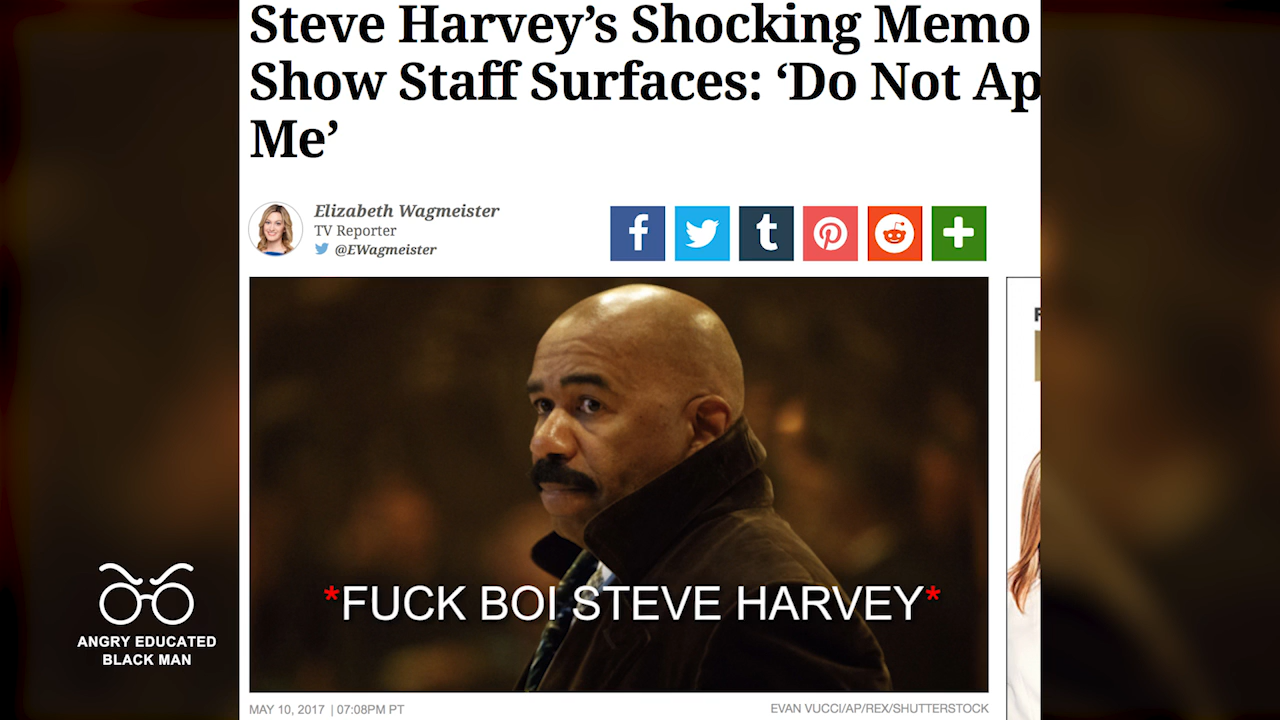 Steve Harvey’s Shocking Memo
Show Staff Surfaces: ‘Do Not Ap
Me’
Elizabeth Wagmeister
TV Reporter
@EWagmeister
*FUCK BOI STEVE HARVEY*
ANGRY EDUCATED
BLACK MAN
MAY 10, 2017 | 07:08PM PT
EVAN VUCCI/AP/REX/SHUTTERSTOCK